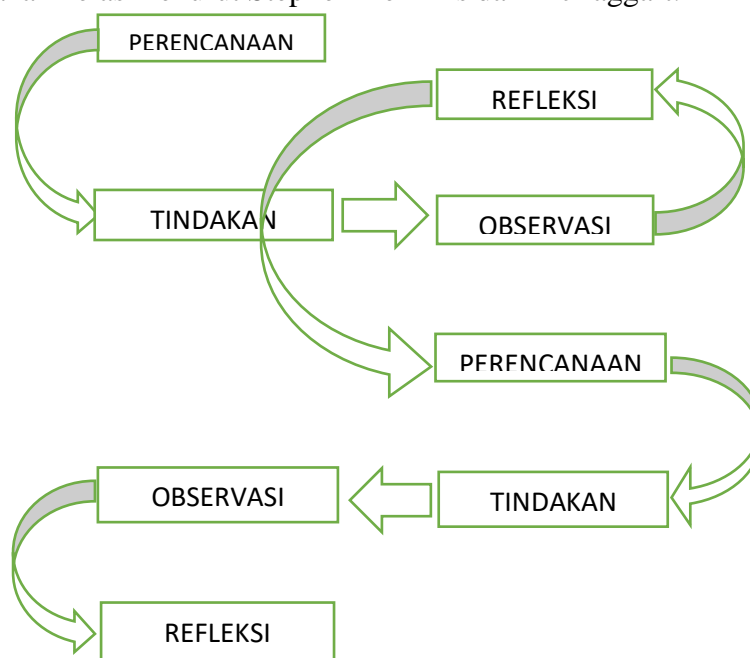 PERENCANAAN
REFLEKSI
TINDAKAN
OBSERVASI
PERENCANAAN
OBSERVASI
TINDAKAN
REFLEKSI